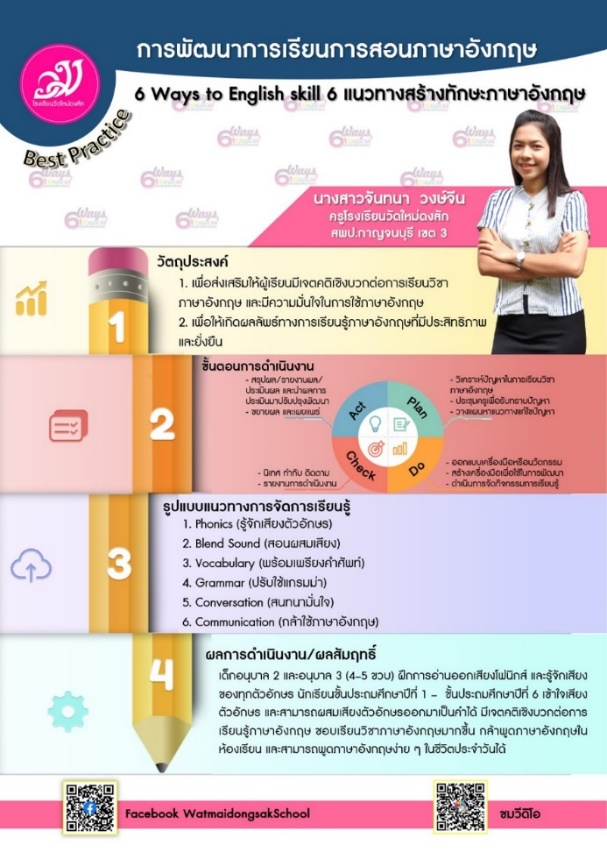 การพัฒนาการเรียนการสอนภาษาอังกฤษ
6 Ways to English skill 6 แนวทางสร้างทักษะภาษาอังกฤษ
โรงเรียนวัดใหม่ดงสัก
Best Practice
6Ways
6Ways
6Ways
6Ways
6Ways
6Ways
6Ways
6Ways
นางสาวจันทนา วงษ์จีน
ครูโรงเรียนวัดใหม่ดงสัก
สพป.กาญจนบุรี เขต 3
1
วัตถุประสงค์
1. เพื่อส่งเสริมให้ผู้เรียนมีเจตคติเชิงบวกต่อการเรียนวิชา
ภาษาอังกฤษ และมีความมั่นใจในการใช้ภาษาอังกฤษ
2. เพื่อให้เกิดผลลัพธ์ทางการเรียนรู้ภาษาอังกฤษที่มีประสิทธิภาพ
และยั่งยืน
2
ขั้นตอนการดำเนินงาน
- สรุปผล/รายงานผล/
ประเมินผล และนำผลการ
ประเมินมาปรับปรุงพัฒนา
- ขยายผล และเผยแพร่
Act
Plan
- วิเคราะห์ปัญหาในการเรียนวิชา
ภาษาอังกฤษ
- ประชุมครูเพื่อรับทราบปัญหา
- วางแผนหาแนวทางแก้ไขปัญหา
- นิเทศ กำกับ ติดตาม
- รายงานการดำเนินงาน
Check
Do
- ออกแบบเครื่องมือหรือนวัตกรรม
- สร้างเครื่องมือเพื่อใช้ในการพัฒนา
- ดำเนินการจัดกิจกรรมการเรียนรู้
3
รูปแบบแนวทางการจัดการเรียนรู้
1. Phonics (รู้จักเสียงตัวอักษร)
2. Blend Sound (สอนผสมเสียง)
3. Vocabulary (พร้อมเพรียงคำศัพท์)
4. Grammar (ปรับใช้แกรมม่า)
5. Conversation (สนทนามั่นใจ)
6. Communication (กล้าใช้ภาษาอังกฤษ)
4
ผลการดำเนินงาน/ผลสัมฤทธิ์
เด็กอนุบาล 2 และอนุบาล 3 (4-5 ขวบ) ฝึกการอ่านออกเสียงโฟนิกส์ และรู้จักเสียง
ของทุกตัวอักษร นักเรียนชั้นประถมศึกษาปีที่ 1 - ชั้นประถมศึกษาปีที่ 6 เข้าใจเสียง
ตัวอักษร และสามารถผสมเสียงตัวอักษรออกมาเป็นคำได้ มีเจตคติเชิงบวกต่อการ
เรียนรู้ภาษาอังกฤษ ชอบเรียนวิชาภาษาอังกฤษมากขึ้น กล้าพูดภาษาอังกฤษใน
ห้องเรียน และสามารถพูดภาษาอังกฤษง่าย ๆ ในชีวิตประจำวันได้
Facebook WatmaidongsakSchool
ชมวีดีโอ